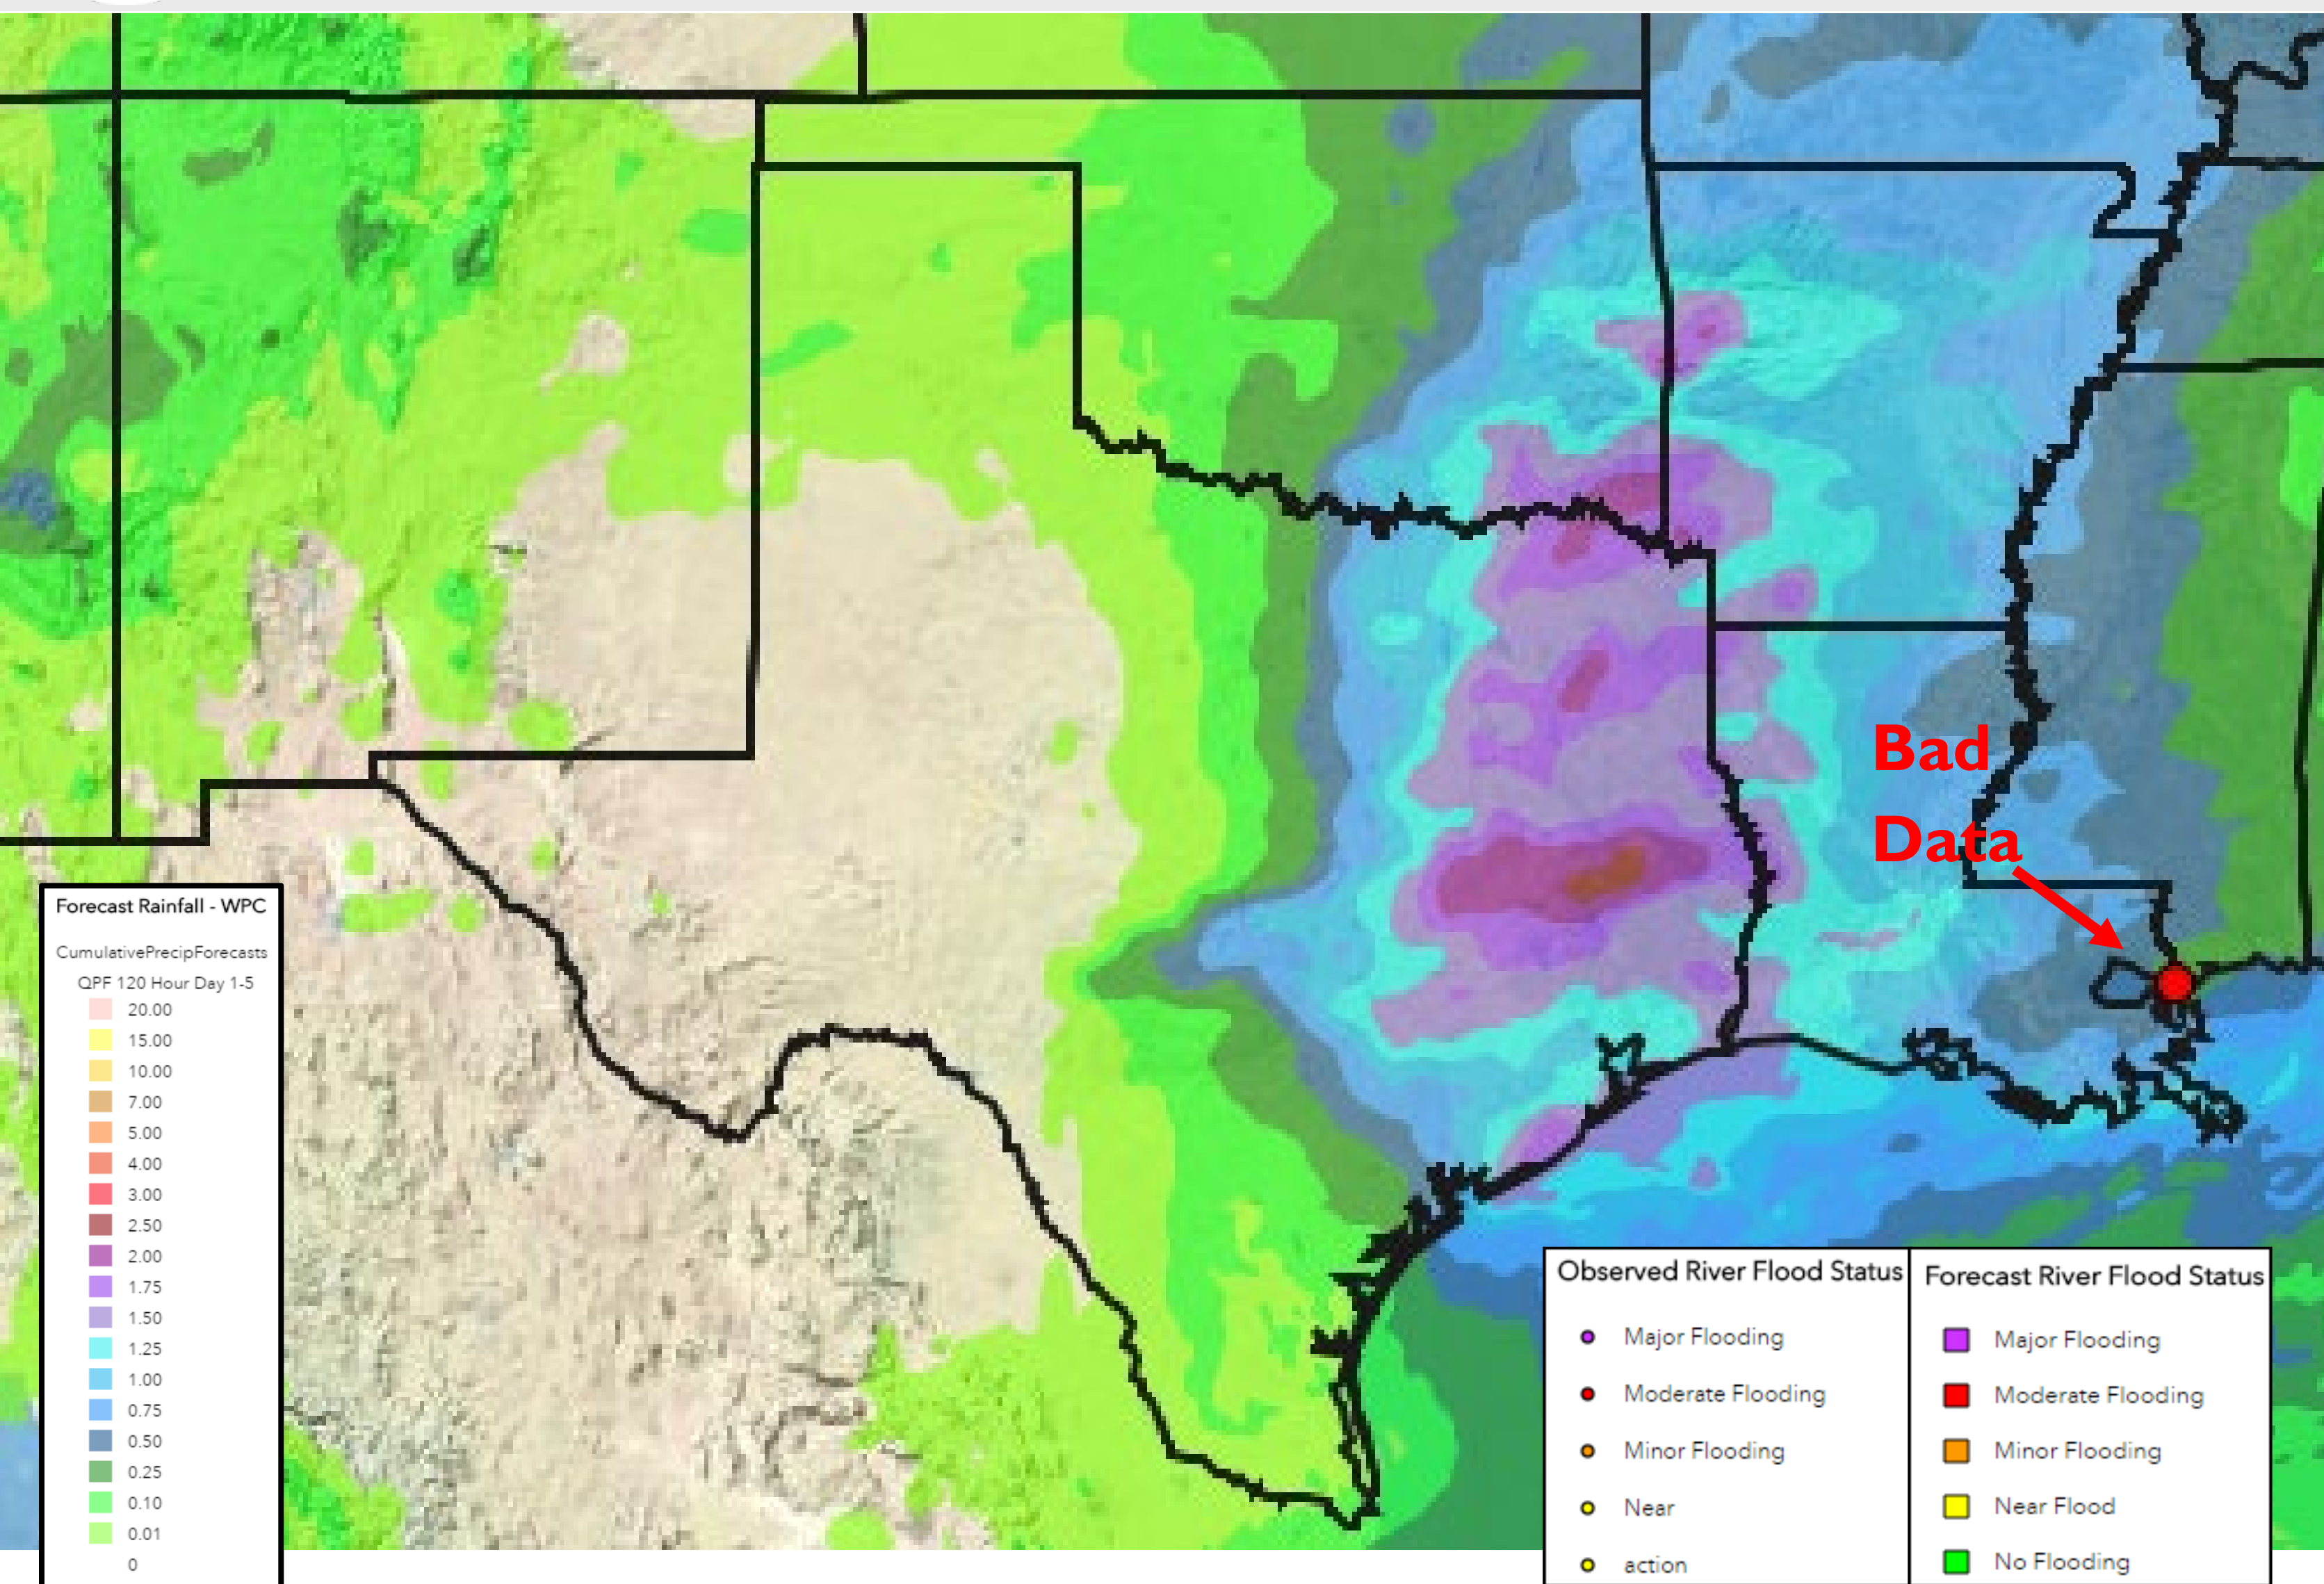 Bad
Data
Forecast Rainfall - WPC
CumulativePrecipForecasts
QPF 120 Hour Day 1-5
20.00
15.00
10.00
7.00
5.00
4.00
3.00
2.50
2.00
1.75
1.50
1.25
1.00
0.75
0.50
0.25
0.10
0.01
0
Observed River Flood Status
Major Flooding
Moderate Flooding
Minor Flooding
Near
action
Forecast River Flood Status
Major Flooding
Moderate Flooding
Minor Flooding
Near Flood
No Flooding